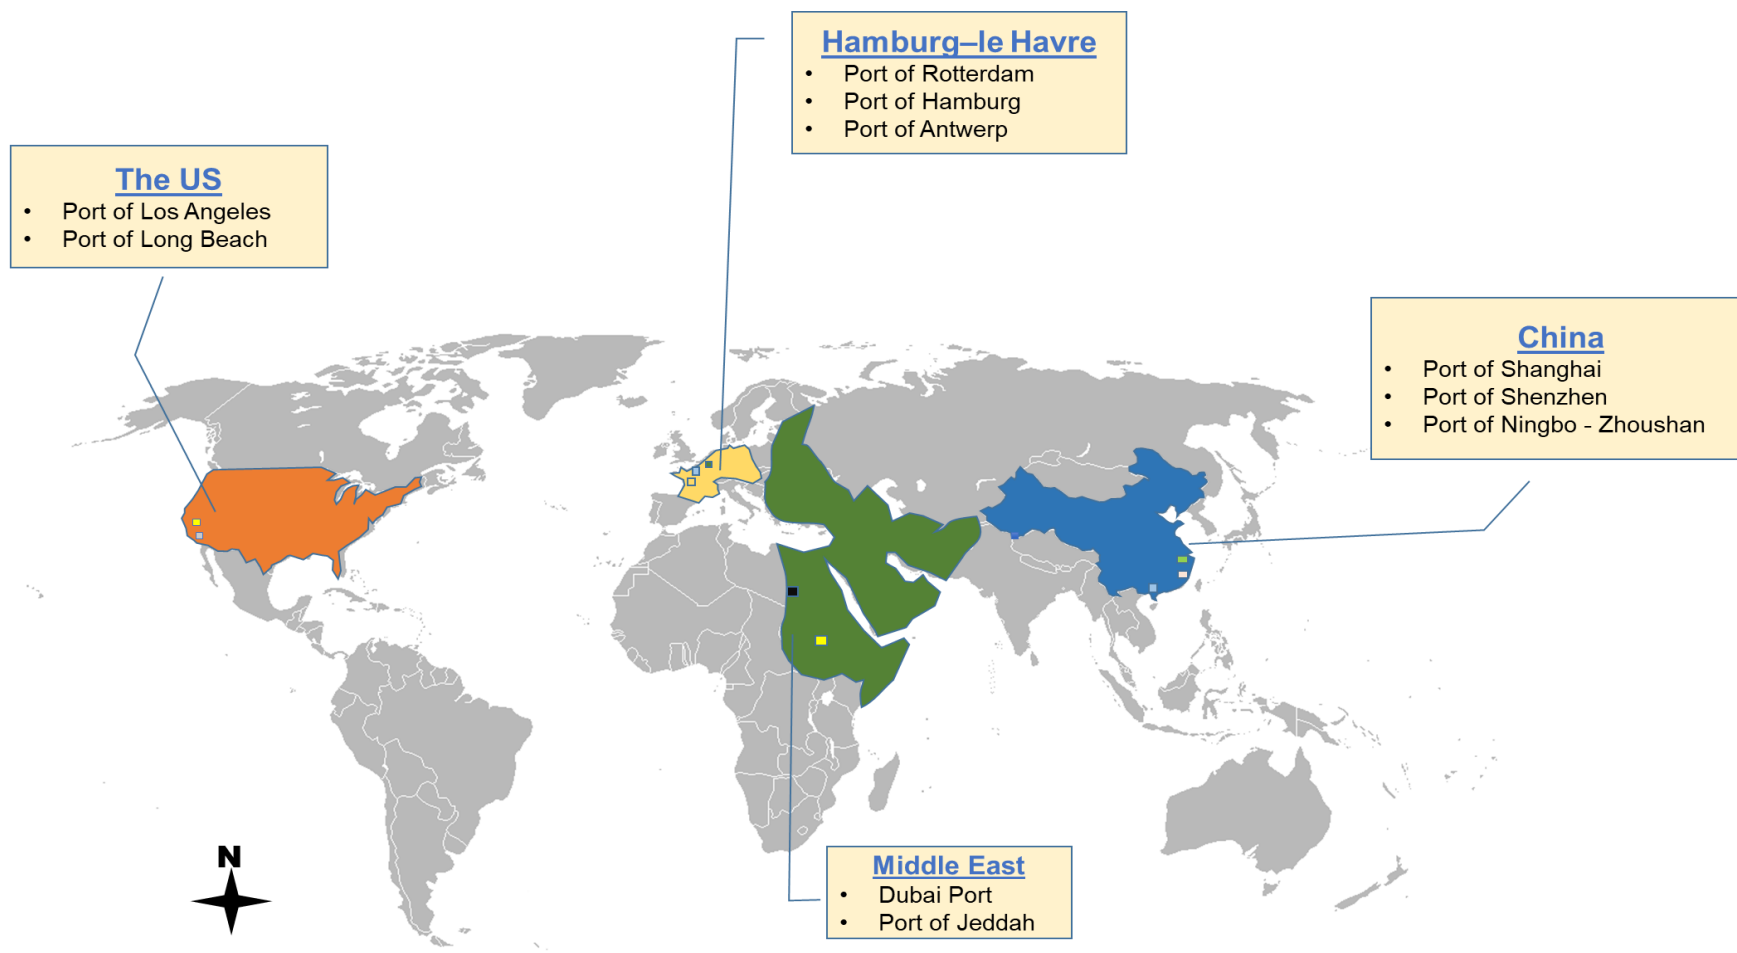 Hamburg–le Havre
• Port of Rotterdam
• Port of Hamburg
• Port of Antwerp
The US
• Port of Los Angeles
• Port of Long Beach
China
• Port of Shanghai
• Port of Shenzhen
• Port of Ningbo - Zhoushan
N
Middle East
• Dubai Port
• Port of Jeddah